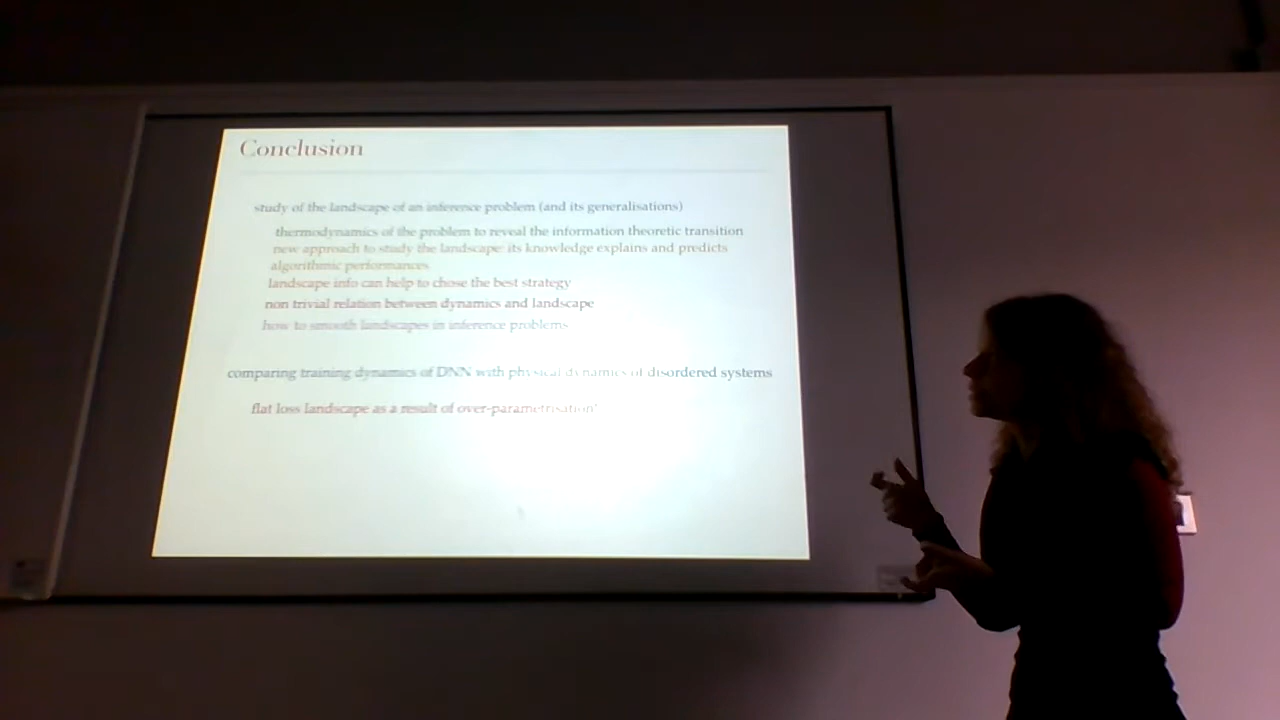 Conclusion
study of the landscape of an inference problem (and its generalisations)
thermodynamics of the problem to reveal the information theoretic transition
new approach to study the landscape: its knowledge explains and predicts
algorithmic performances
landscape info can help to chose the best strategy
non trivial relation between dynamics and landscape
how to smooth landscapes in inference problems
comparing training dynamics of DNN with physical dynamics of disordered systems
flat loss landscape as a result of over-parametrisation